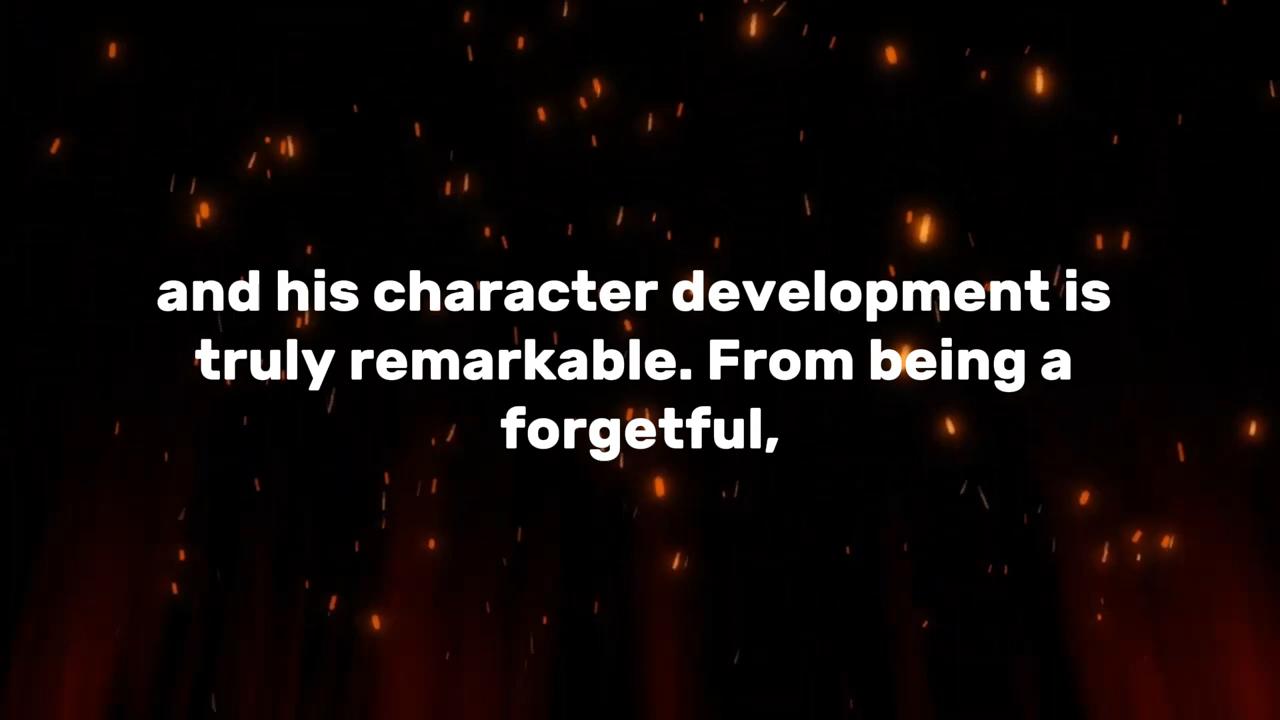 and his character development is
truly remarkable. From being a
forgetful,